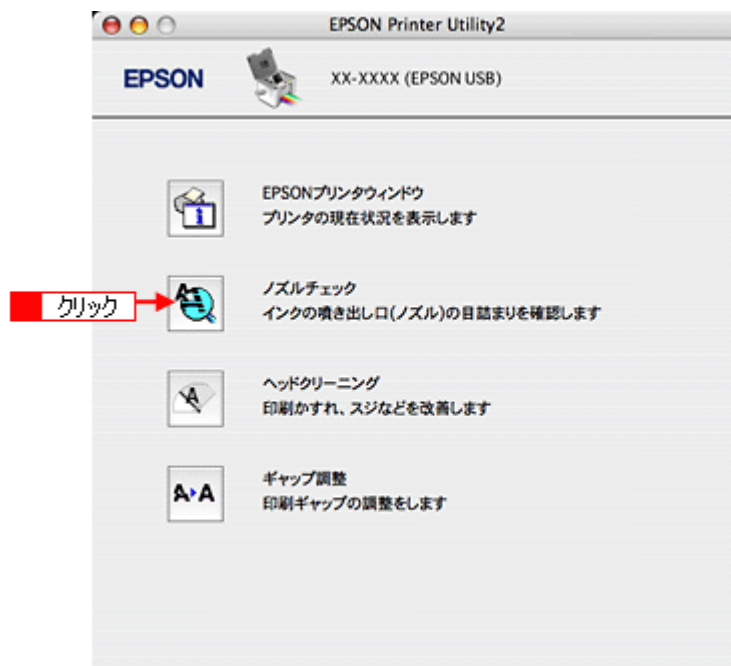 EPSON Printer Utility2
EPSON
XX-XXXX (EPSON USB)
EPSONプリンタウィンドウ
プリンタの現在状況を表示します
クリック
ノズルチェック
インクの噴き出し口(ノズル)の目詰まりを確認します
ヘッドクリーニング
印刷かすれ、スジなどを改善します
ギャップ調整
印刷ギャップの調整をします